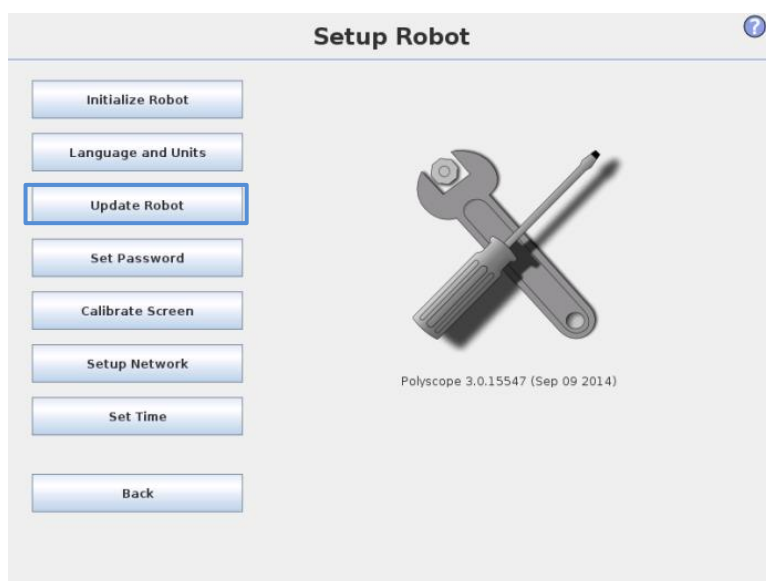 Setup Robot
?
Initialize Robot
Language and Units
Update Robot
Set Password
Calibrate Screen
Setup Network
Set Time
Back
Polyscope 3.0.15547 (Sep 09 2014)